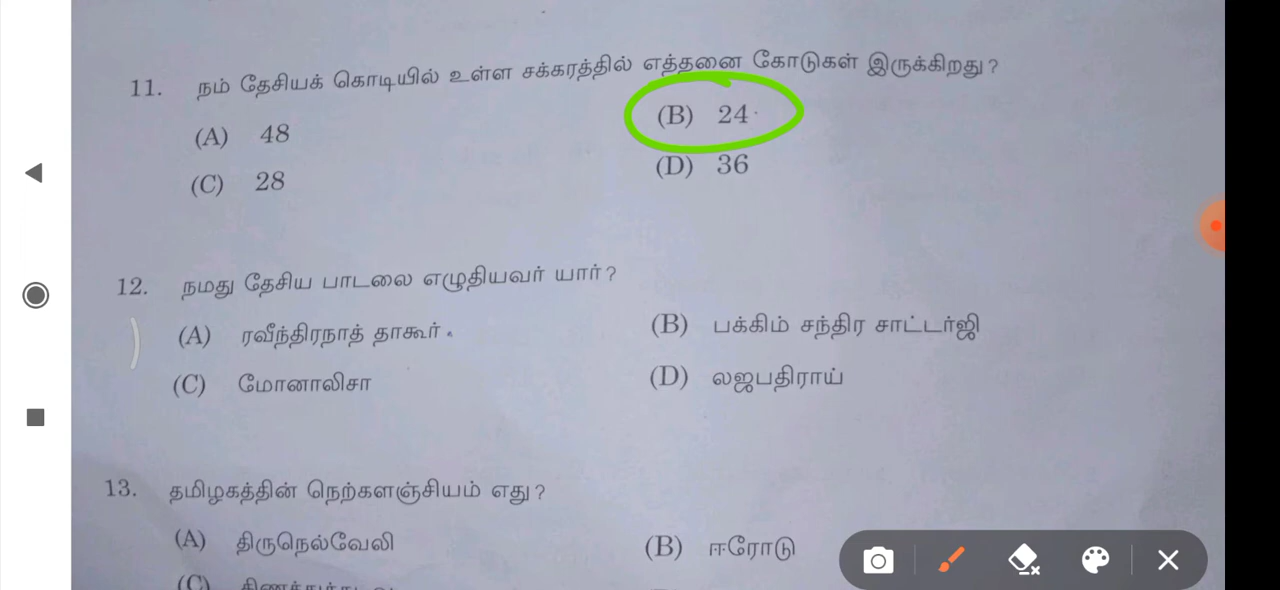 11. நம் தேசியக் கொடியில் உள்ள சக்கரத்தில் எத்தனை கோடுகள் இருக்கிறது?
(A) 48 (B) 24
(C) 28 (D) 36
12. நமது தேசிய பாடலை எழுதியவர் யார்?
(A) ரவீந்திரநாத் தாகூர் (B) பக்கிம் சந்திர சாட்டர்ஜி
(C) மோனாலிசா (D) லஜபதிராய்
13. தமிழகத்தின் நெற்களஞ்சியம் எது?
(A) திருநெல்வேலி (B) ஈரோடு
(C)